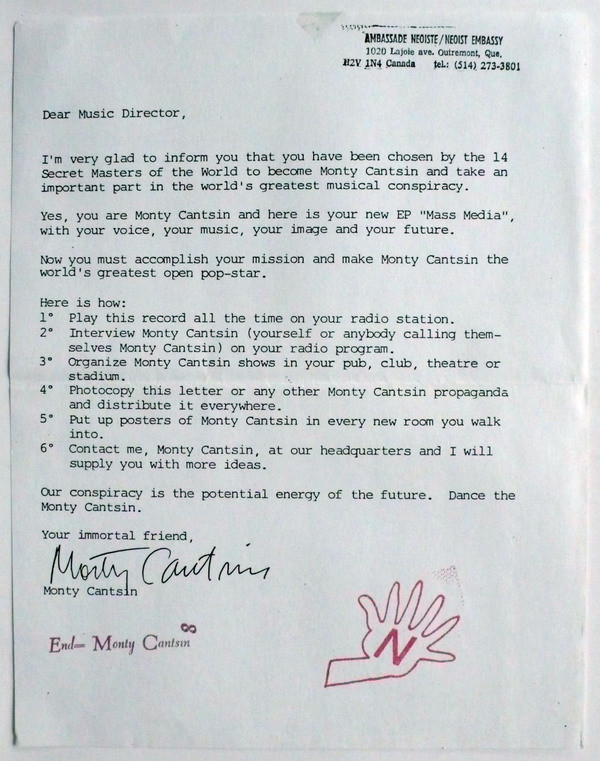 AMBASSADE NEOISTE/NEOIST EMBASSY
1020 Lajoie ave. Outremont, Que.
H2V 1N4 Canada tel.: (514) 273-3801
Dear Music Director,
I'm very glad to inform you that you have been chosen by the 14
Secret Masters of the World to become Monty Cantsin and take an
important part in the world's greatest musical conspiracy.
Yes, you are Monty Cantsin and here is your new EP "Mass Media",
with your voice, your music, your image and your future.
Now you must accomplish your mission and make Monty Cantsin the
world's greatest open pop-star.
Here is how:
1° Play this record all the time on your radio station.
2° Interview Monty Cantsin (yourself or anybody calling them-
selves Monty Cantsin) on your radio program.
3° Organize Monty Cantsin shows in your pub, club, theatre or
stadium.
4° Photocopy this letter or any other Monty Cantsin propaganda
and distribute it everywhere.
5° Put up posters of Monty Cantsin in every new room you walk
into.
6° Contact me, Monty Cantsin, at our headquarters and I will
supply you with more ideas.
Our conspiracy is the potential energy of the future. Dance the
Monty Cantsin.
Your immortal friend,
Monty Cantsin
Monty Cantsin
End= Monty Cantsin ∞
N